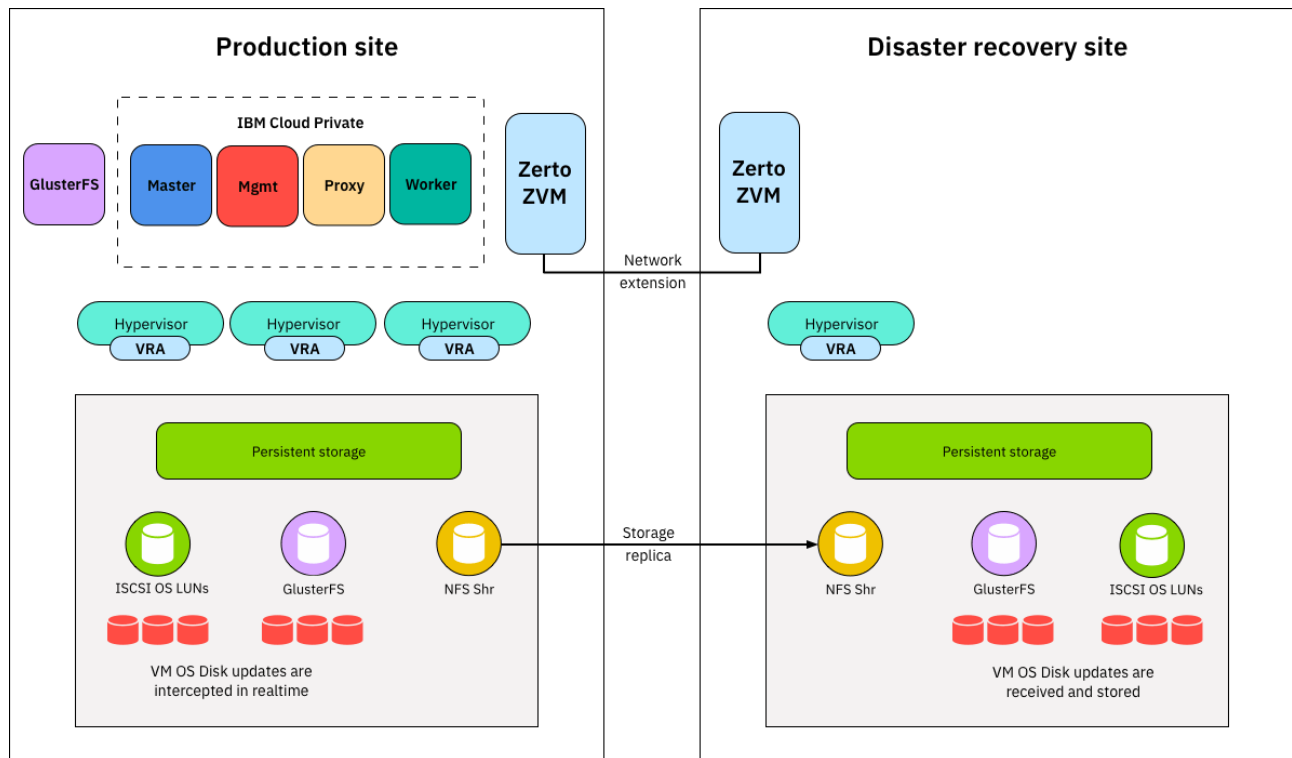 Production site
IBM Cloud Private
GlusterFS
Master
Mgmt
Proxy
Worker
Zerto
ZVM
Hypervisor
VRA
Hypervisor
VRA
Hypervisor
VRA
Persistent storage
ISCSI OS LUNs
GlusterFS
NFS Shr
VM OS Disk updates are
intercepted in realtime
Network
extension
Storage
replica
Disaster recovery site
Zerto
ZVM
Hypervisor
VRA
Persistent storage
NFS Shr
GlusterFS
ISCSI OS LUNs
VM OS Disk updates are
received and stored